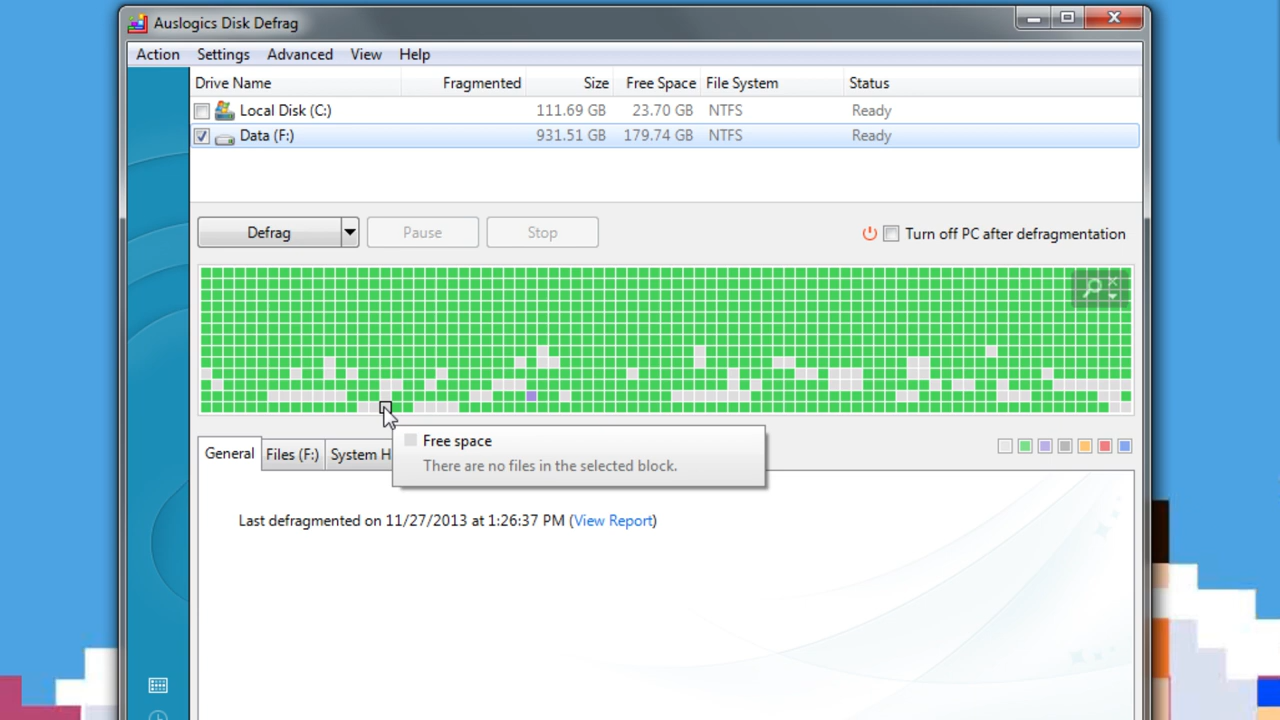 Auslogics Disk Defrag
Action Settings Advanced View Help
Drive Name Fragmented Size Free Space File System Status
Local Disk (C:) 111.69 GB 23.70 GB NTFS Ready
Data (F:) 931.51 GB 179.74 GB NTFS Ready
Defrag Pause Stop Turn off PC after defragmentation
General Files (F:) System H
Free space
There are no files in the selected block.
Last defragmented on 11/27/2013 at 1:26:37 PM (View Report)